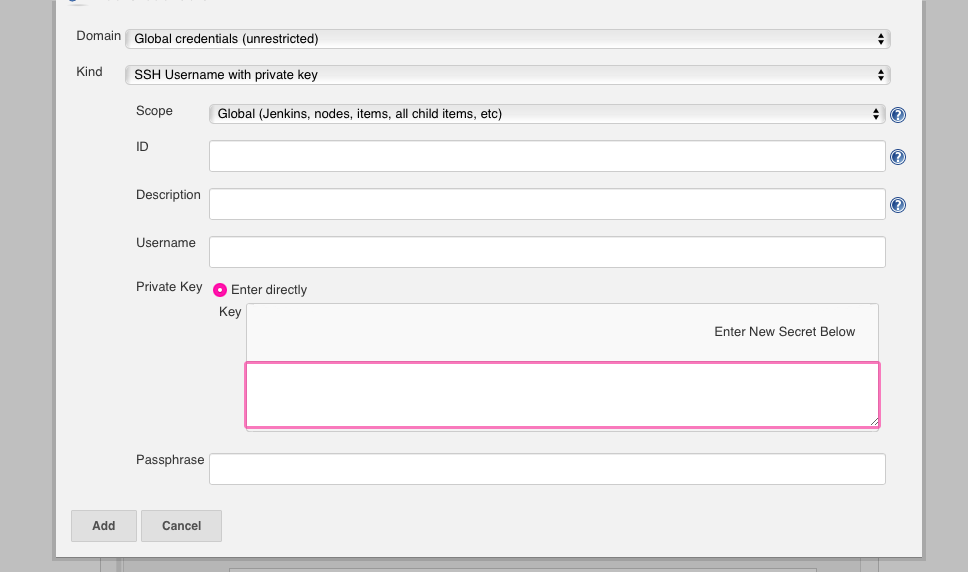 Domain Global credentials (unrestricted)
Kind SSH Username with private key
Scope Global (Jenkins, nodes, items, all child items, etc)
ID
Description
Username
Private Key Enter directly
Key
Enter New Secret Below
Passphrase
Add Cancel